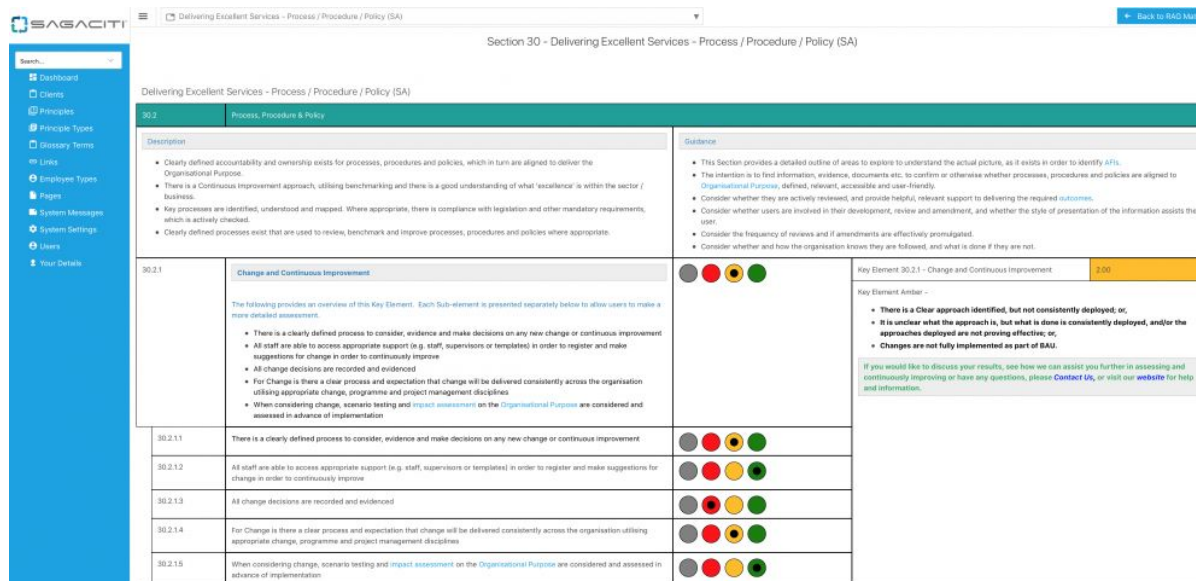 SAGACITI
Delivering Excellent Services - Process / Procedure / Policy (SA)
← Back to RAG Mat
Section 30 - Delivering Excellent Services - Process / Procedure / Policy (SA)
Search...
Dashboard
Clients
Principles
Principle Types
Glossary Terms
Links
Employee Types
Pages
System Messages
System Settings
Users
Your Details
Delivering Excellent Services - Process / Procedure / Policy (SA)
30.2
Process, Procedure & Policy
Description
• Clearly defined accountability and ownership exists for processes, procedures and policies, which in turn are aligned to deliver the
Organisational Purpose.
• There is a Continuous improvement approach, utilising benchmarking and there is a good understanding of what 'excellence' is within the sector /
business.
• Key processes are identified, understood and mapped. Where appropriate, there is compliance with legislation and other mandatory requirements,
which is actively checked.
• Clearly defined processes exist that are used to review, benchmark and improve processes, procedures and policies where appropriate.
Guidance
• This Section provides a detailed outline of areas to explore to understand the actual picture, as it exists in order to identify AFIs.
• The intention is to find information, evidence, documents etc. to confirm or otherwise whether processes, procedures and policies are aligned to
Organisational Purpose, defined, relevant, accessible and user-friendly.
• Consider whether they are actively reviewed, and provide helpful, relevant support to delivering the required outcomes.
• Consider whether users are involved in their development, review and amendment, and whether the style of presentation of the information assists the
user.
• Consider the frequency of reviews and if amendments are effectively promulgated.
• Consider whether and how the organisation knows they are followed, and what is done if they are not.
30.2.1
Change and Continuous Improvement
The following provides an overview of this Key Element. Each Sub-element is presented separately below to allow users to make a
more detailed assessment.
• There is a clearly defined process to consider, evidence and make decisions on any new change or continuous improvement
• All staff are able to access appropriate support (e.g. staff, supervisors or templates) in order to register and make
suggestions for change in order to continuously improve
• All change decisions are recorded and evidenced
• For Change is there a clear process and expectation that change will be delivered consistently across the organisation
utilising appropriate change, programme and project management disciplines
• When considering change, scenario testing and impact assessment on the Organisational Purpose are considered and
assessed in advance of implementation
Key Element 30.2.1 - Change and Continuous Improvement
2.00
Key Element Amber -
• There is a Clear approach identified, but not consistently deployed; or,
• It is unclear what the approach is, but what is done is consistently deployed, and/or the
approaches deployed are not proving effective; or,
• Changes are not fully implemented as part of BAU.
If you would like to discuss your results, see how we can assist you further in assessing and
continuously improving or have any questions, please Contact Us, or visit our website for help
and information.
30.2.1.1
There is a clearly defined process to consider, evidence and make decisions on any new change or continuous improvement
30.2.1.2
All staff are able to access appropriate support (e.g. staff, supervisors or templates) in order to register and make suggestions for
change in order to continuously improve
30.2.1.3
All change decisions are recorded and evidenced
30.2.1.4
For Change is there a clear process and expectation that change will be delivered consistently across the organisation utilising
appropriate change, programme and project management disciplines
30.2.1.5
When considering change, scenario testing and impact assessment on the Organisational Purpose are considered and assessed in
advance of implementation